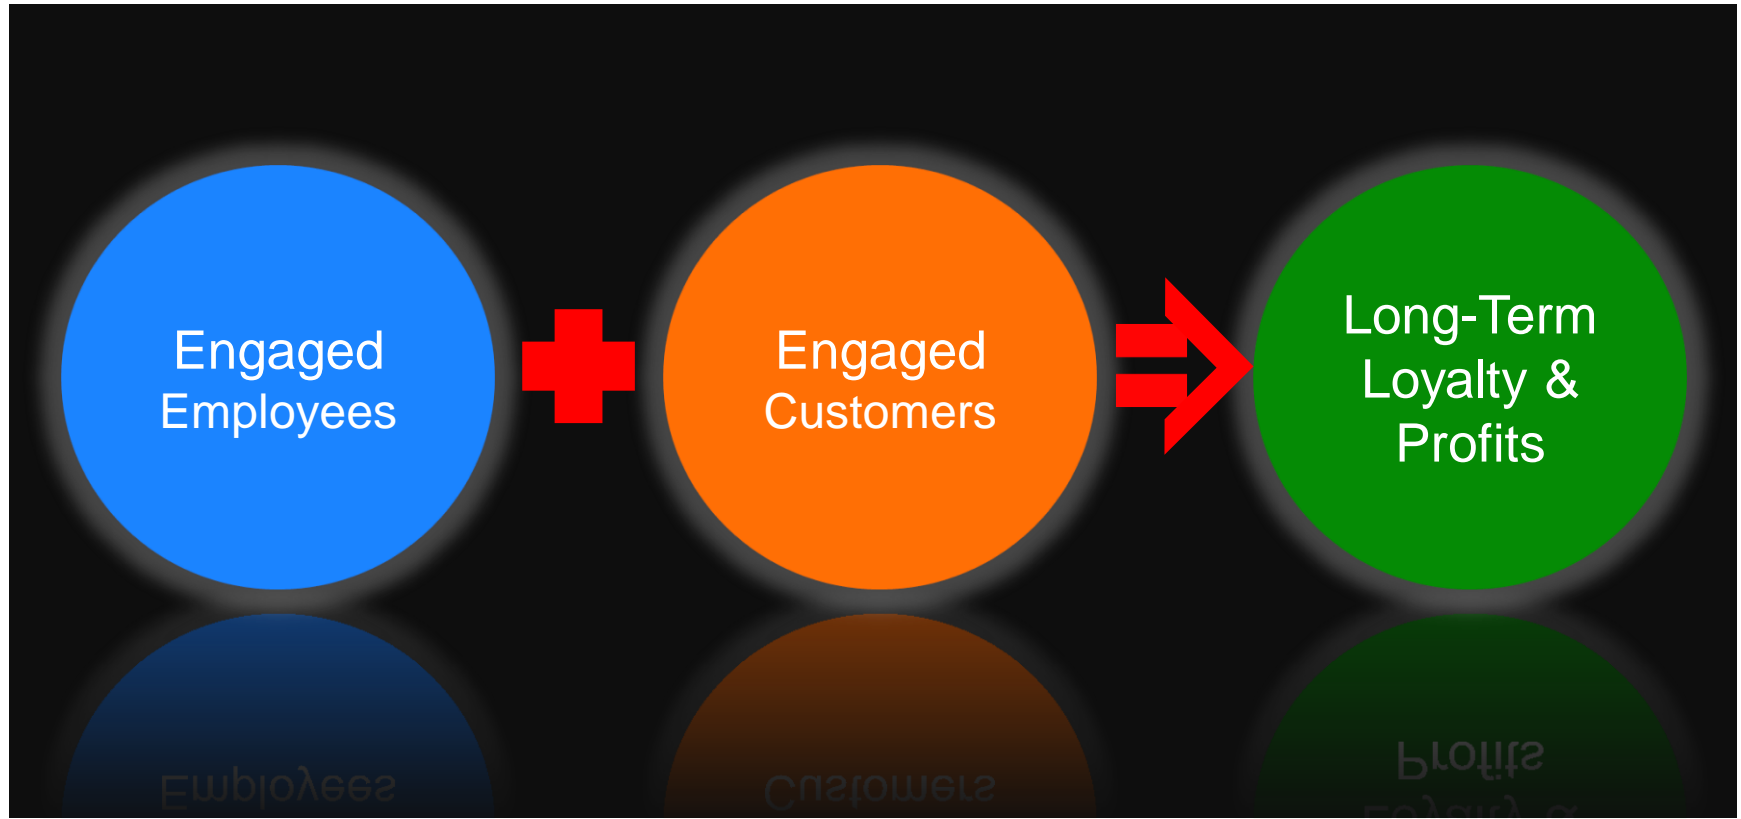 Engaged
Employees
Engaged
Customers
Long-Term
Loyalty &
Profits